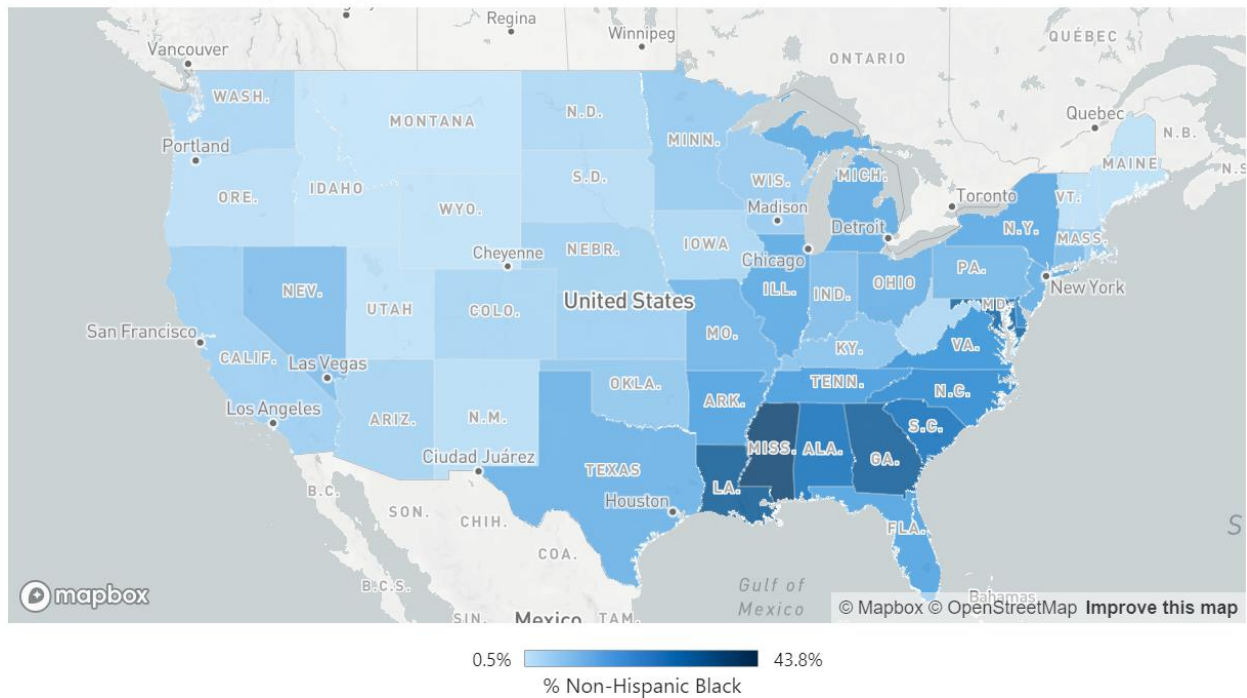 Regina
Winnipeg
Vancouver
ONTARIO
QUÉBEC
WASH.
MONTANA
N.D.
MINN.
Quebec
N.B.
Portland
MAINE
ORE.
IDAHO
S.D.
WIS.
MICH.
N.S
WYO.
Madison
Toronto
VT.
Detroit
N.Y.
MASS.
Cheyenne
NEBR.
IOWA
Chicago
PA.
NEV.
UTAH
COLO.
United States
ILL.
IND.
OHIO
New York
MD.
San Francisco
MO.
KY.
VA.
CALIF.
Las Vegas
TENN.
N.C.
OKLA.
ARK.
Los Angeles
ARIZ.
N.M.
S.C.
MISS.
ALA.
GA.
Ciudad Juárez
TEXAS
LA.
B.C.
Houston
SON.
CHIH.
FLA.
S
COA.
B.C.S.
Gulf of
Mexico
Bahamas
mapbox
© Mapbox © OpenStreetMap Improve this map
SIN.
Mexico
TAM.
0.5% 43.8%
% Non-Hispanic Black